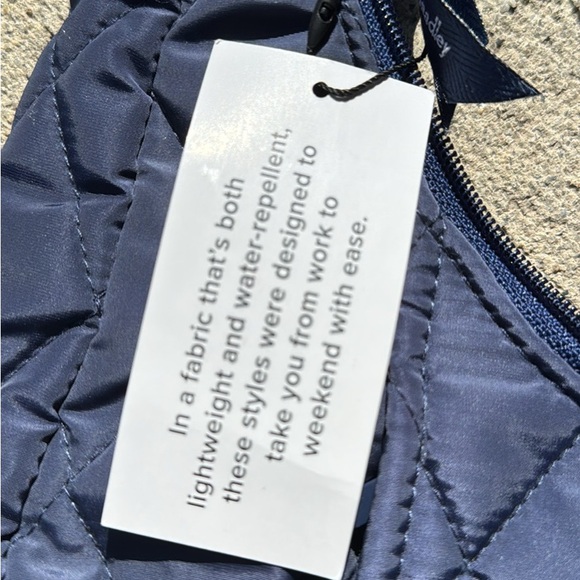 In a fabric that's both
lightweight and water-repellent,
these styles were designed to
take you from work to
weekend with ease.